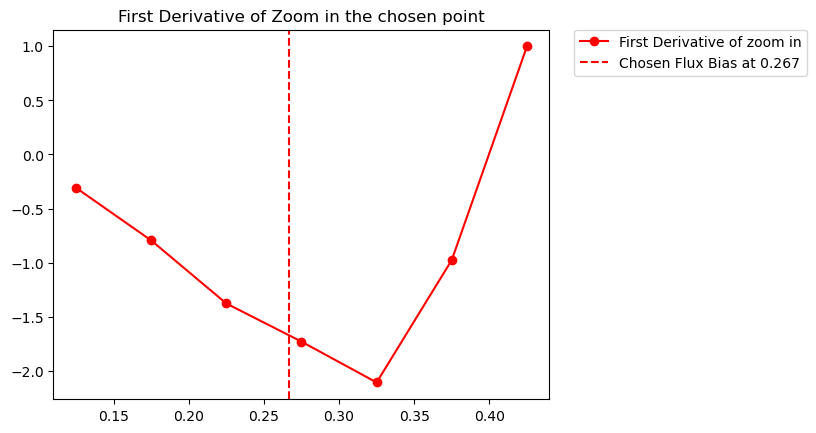 First Derivative of Zoom in the chosen point
First Derivative of zoom in
Chosen Flux Bias at 0.267
1.0
0.5
0.0
−0.5
−1.0
−1.5
−2.0
0.15 0.20 0.25 0.30 0.35 0.40